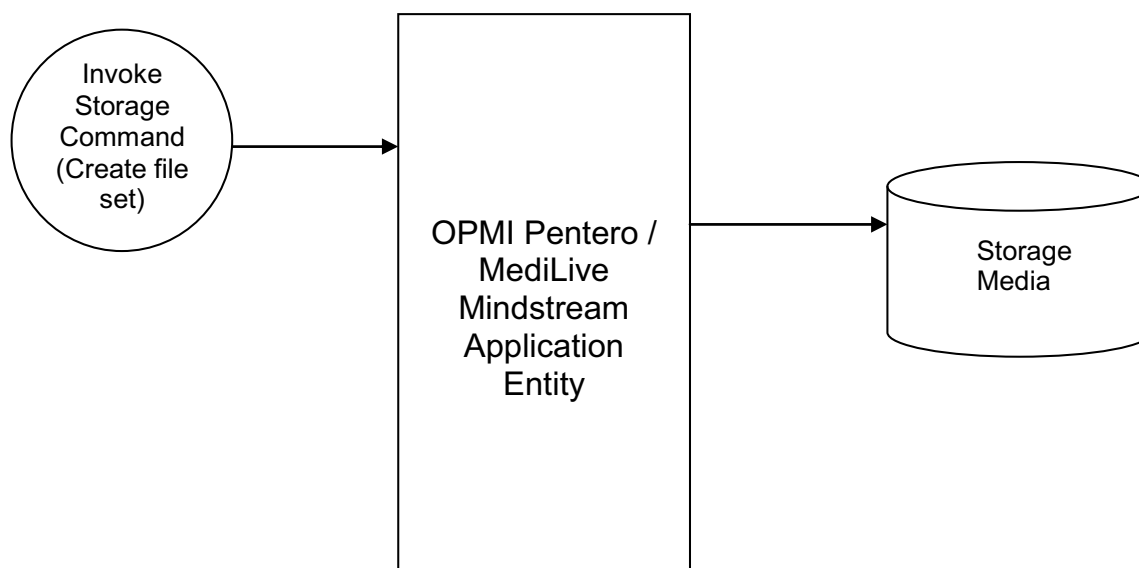 Invoke
Storage
Command
(Create file
set)
OPMI Pentero /
MediLive
Mindstream
Application
Entity
Storage
Media